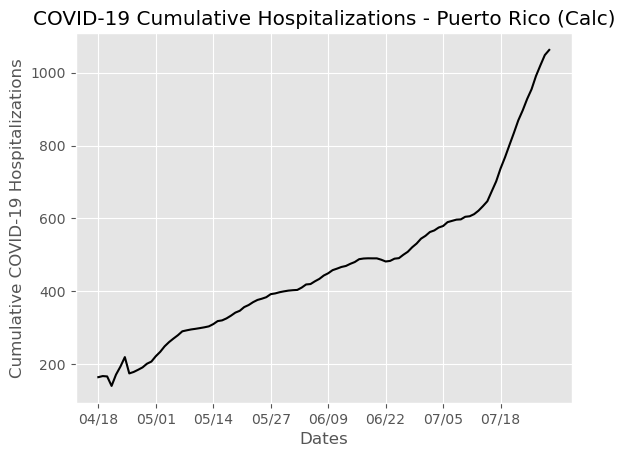 COVID-19 Cumulative Hospitalizations - Puerto Rico (Calc)
Cumulative COVID-19 Hospitalizations
1000
800
600
400
200
04/18 05/01 05/14 05/27 06/09 06/22 07/05 07/18
Dates